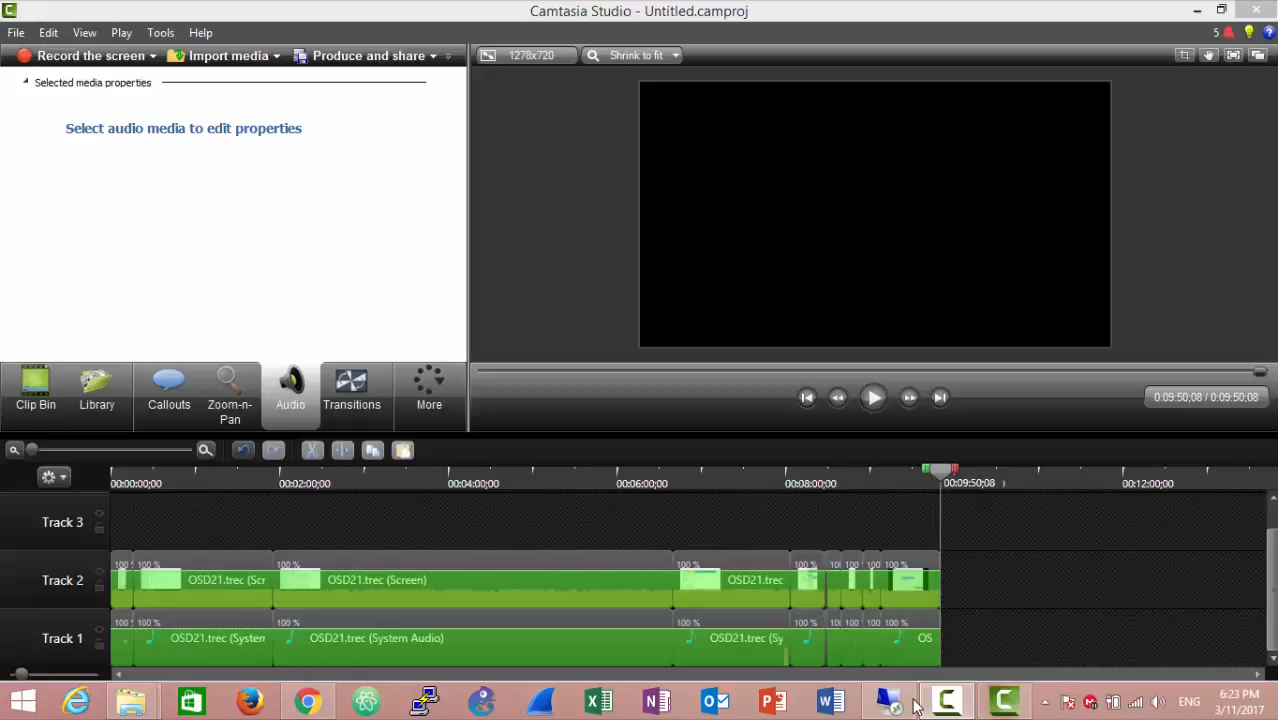 Camtasia Studio - Untitled.camproj
File Edit View Play Tools Help
5
Record the screen Import media Produce and share
1278x720 Shrink to fit
Selected media properties
Select audio media to edit properties
Clip Bin Library Callouts Zoom-n-Pan Audio Transitions More
0:09:50;08 / 0:09:50;08
00:00:00;00 00:02:00;00 00:04:00;00 00:06:00;00 00:08:00;00 00:09:50;08 00:12:00;00
Track 3
100 100 % 100 % 100 % 100 % 10 100 100 100 %
Track 2 OSD21.trec (Scr OSD21.trec (Screen) OSD21.trec
100 100 % 100 % 100 % 100 % 10 100 100 100 %
Track 1 OSD21.trec (System OSD21.trec (System Audio) OSD21.trec (Sy OS
ENG 6:23 PM
3/11/2017